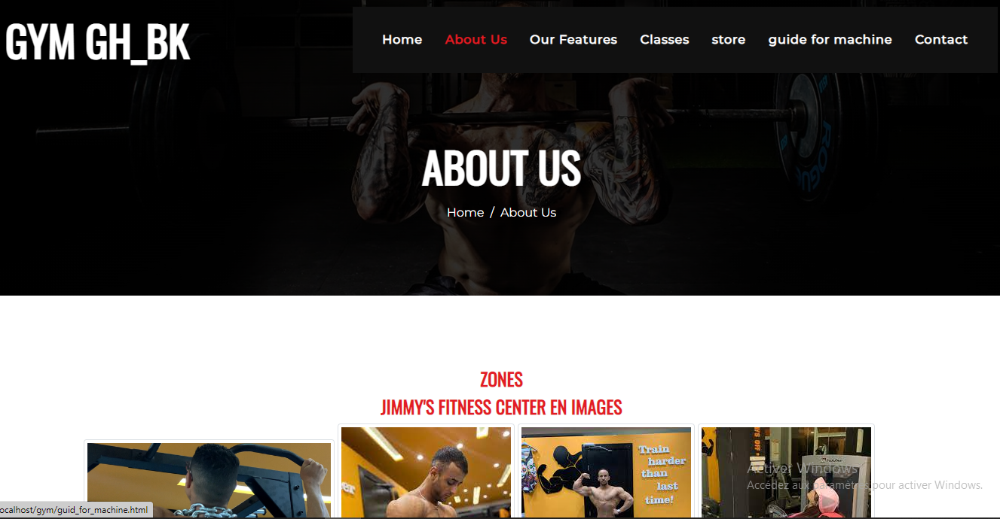 GYM GH_BK
Home About Us Our Features Classes store guide for machine Contact
ABOUT US
Home / About Us
ZONES
JIMMY'S FITNESS CENTER EN IMAGES
Train
harder
than
last
time!
Activer Windows
Accédez aux paramètres pour activer Windows.
ocalhost/gym/guid_for_machine.html